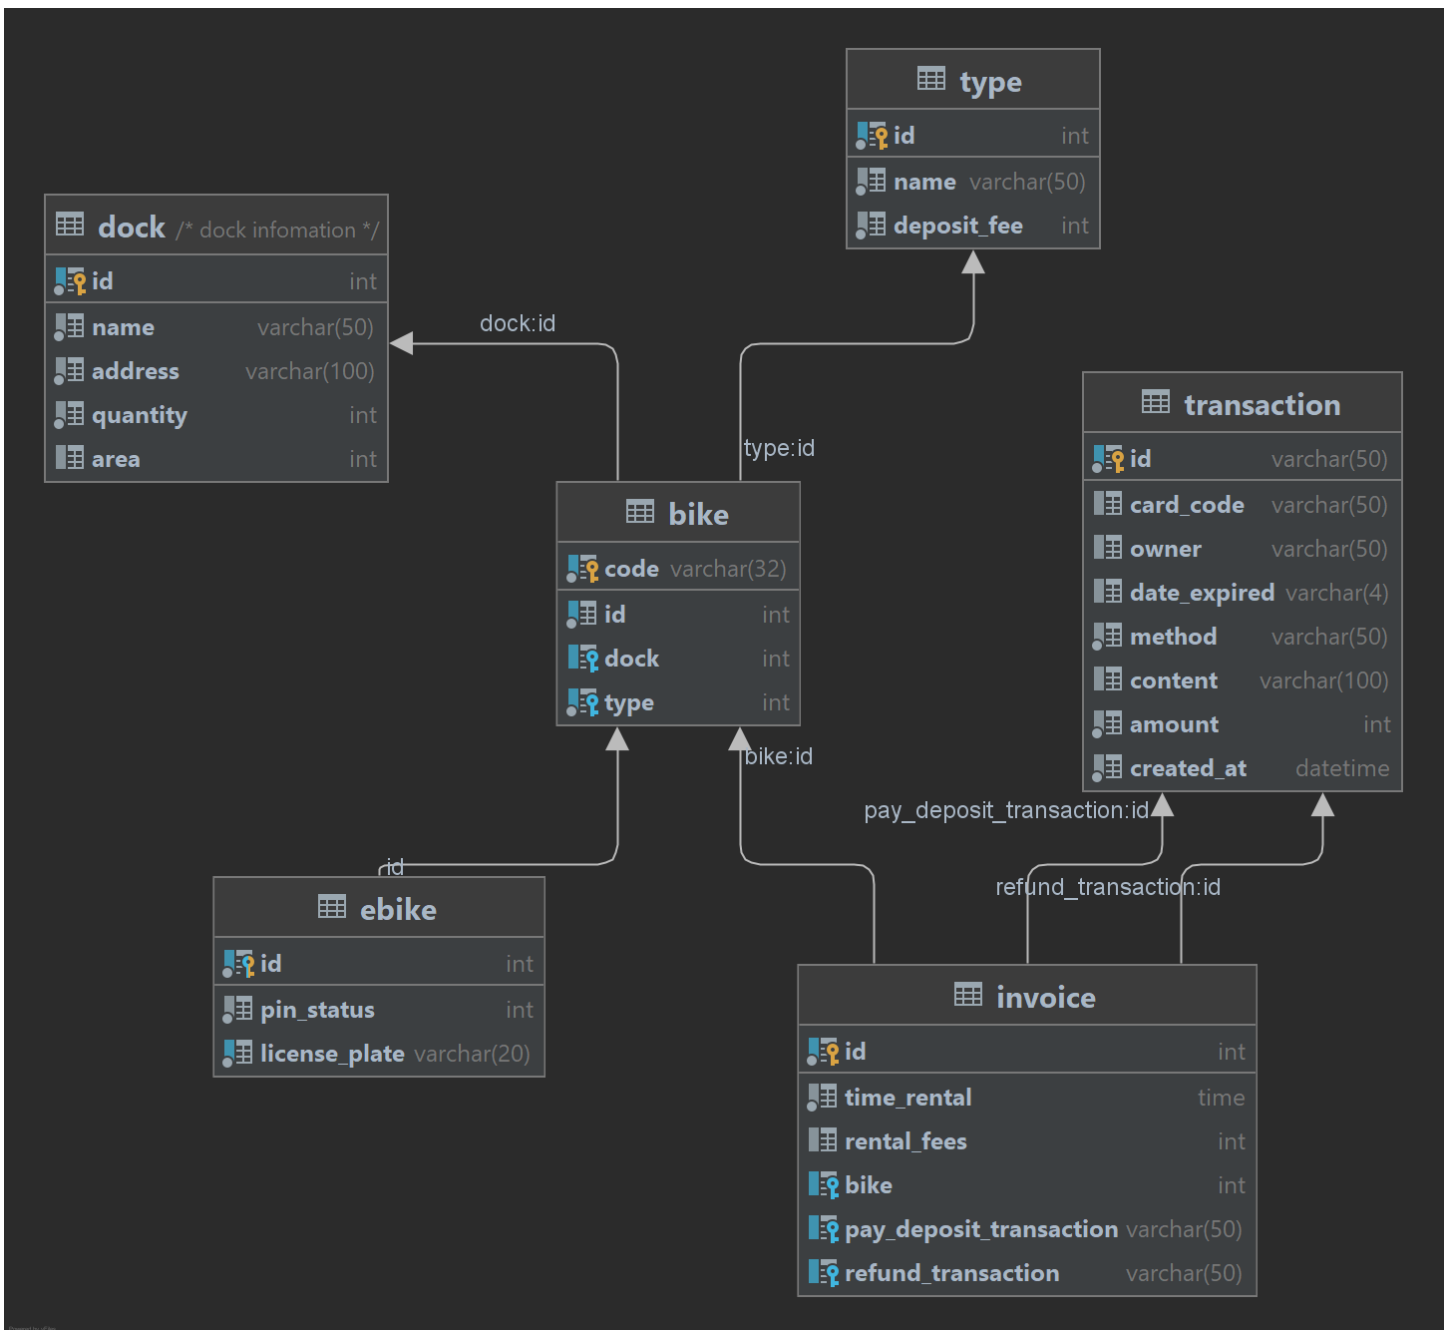 type
id int
name varchar(50)
deposit_fee int
dock /* dock infomation */
id int
name varchar(50)
address varchar(100)
quantity int
area int
dock:id
type:id
transaction
id varchar(50)
card_code varchar(50)
owner varchar(50)
date_expired varchar(4)
method varchar(50)
content varchar(100)
amount int
created_at datetime
bike
code varchar(32)
id int
dock int
type int
bike:id
pay_deposit_transaction:id
refund_transaction:id
id
ebike
id int
pin_status int
license_plate varchar(20)
invoice
id int
time_rental time
rental_fees int
bike int
pay_deposit_transaction varchar(50)
refund_transaction varchar(50)